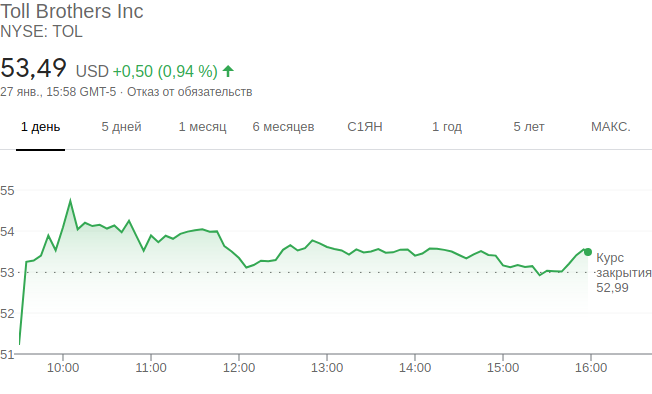 Toll Brothers Inc
NYSE: TOL
53,49 USD +0,50 (0,94 %)
27 янв., 15:58 GMT-5 · Отказ от обязательств
1 день 5 дней 1 месяц 6 месяцев С1ЯН 1 год 5 лет МАКС.
55
54
53
52
51
Курс
закрытия
52,99
10:00 11:00 12:00 13:00 14:00 15:00 16:00